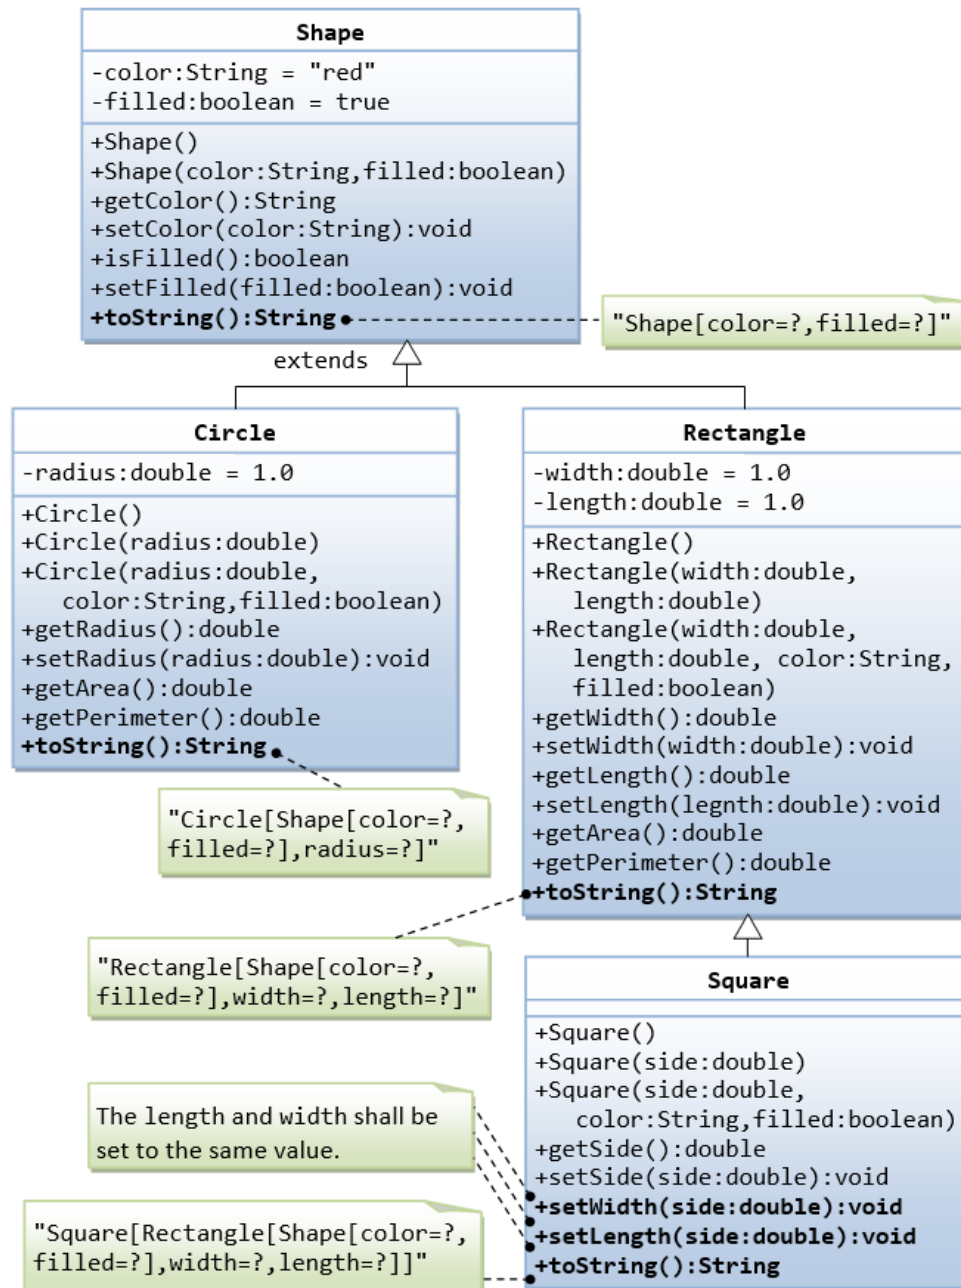 Shape
-color:String = "red"
-filled:boolean = true
+Shape()
+Shape(color:String,filled:boolean)
+getColor():String
+setColor(color:String):void
+isFilled():boolean
+setFilled(filled:boolean):void
+toString():String
"Shape[color=?,filled=?]"
extends
Circle
-radius:double = 1.0
+Circle()
+Circle(radius:double)
+Circle(radius:double,
color:String,filled:boolean)
+getRadius():double
+setRadius(radius:double):void
+getArea():double
+getPerimeter():double
+toString():String
"Circle[Shape[color=?,
filled=?],radius=?]"
Rectangle
-width:double = 1.0
-length:double = 1.0
+Rectangle()
+Rectangle(width:double,
length:double)
+Rectangle(width:double,
length:double, color:String,
filled:boolean)
+getWidth():double
+setWidth(width:double):void
+getLength():double
+setLength(legnth:double):void
+getArea():double
+getPerimeter():double
+toString():String
"Rectangle[Shape[color=?,
filled=?],width=?,length=?]"
Square
+Square()
+Square(side:double)
+Square(side:double,
color:String,filled:boolean)
+getSide():double
+setSide(side:double):void
+setWidth(side:double):void
+setLength(side:double):void
+toString():String
The length and width shall be
set to the same value.
"Square[Rectangle[Shape[color=?,
filled=?],width=?,length=?]]"